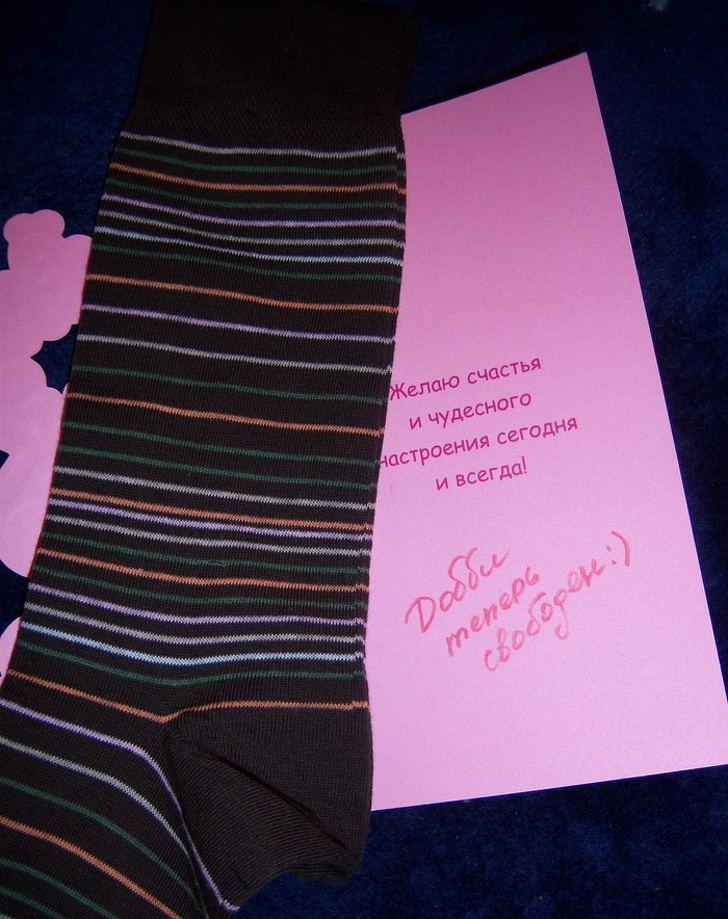 Желаю счастья
и чудесного
настроения сегодня
и всегда!
Добби
теперь
свободен:)